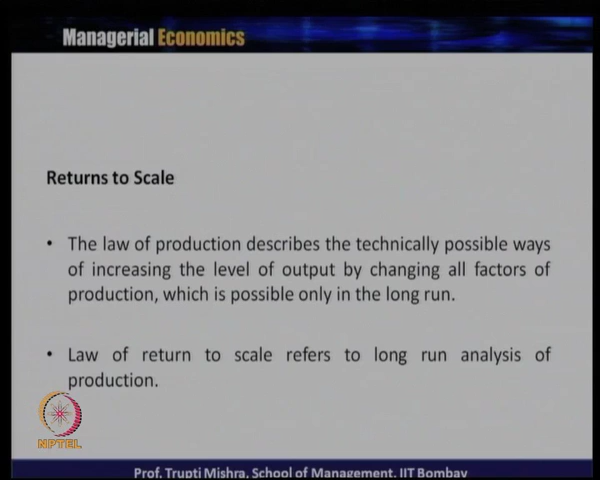 Managerial Economics
Returns to Scale
• The law of production describes the technically possible ways
of increasing the level of output by changing all factors of
production, which is possible only in the long run.
• Law of return to scale refers to long run analysis of
production.
NPTEL
Prof. Trupti Mishra, School of Management, IIT Bombay